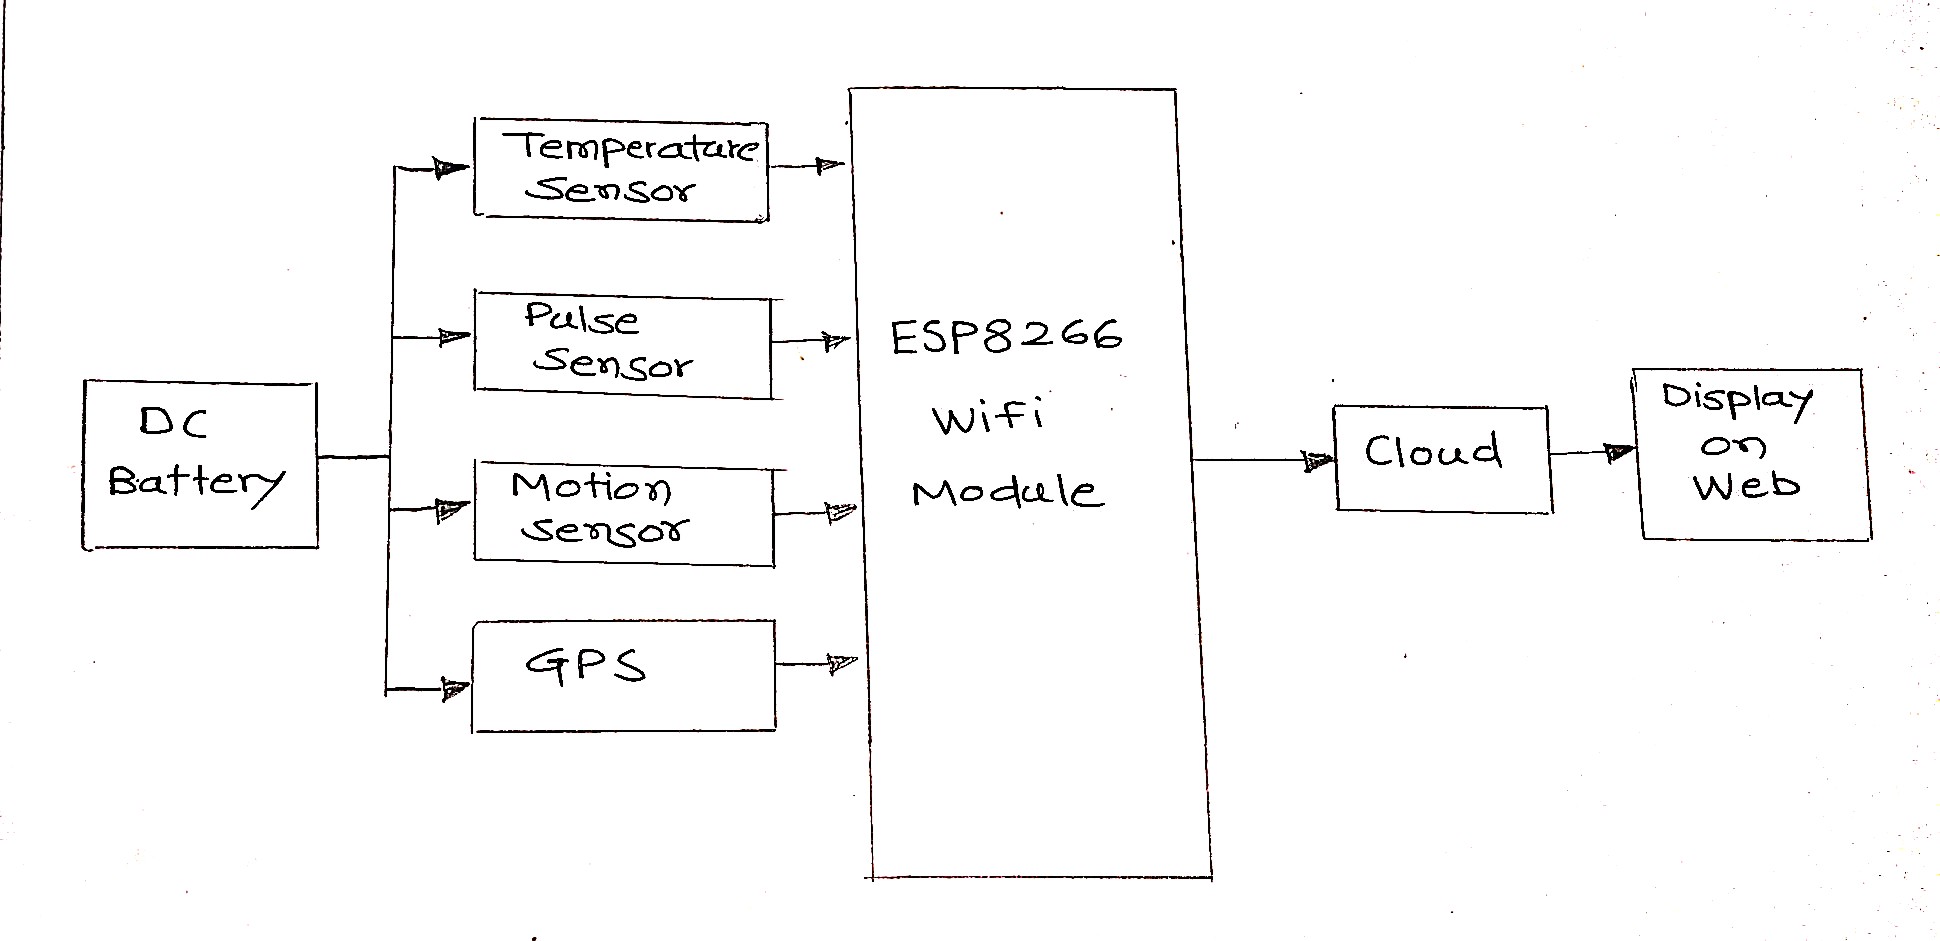 Temperature
Sensor
Pulse
Sensor
DC
Battery
Motion
Sensor
GPS
ESP8266
Wifi
Module
Cloud
Display
on
Web